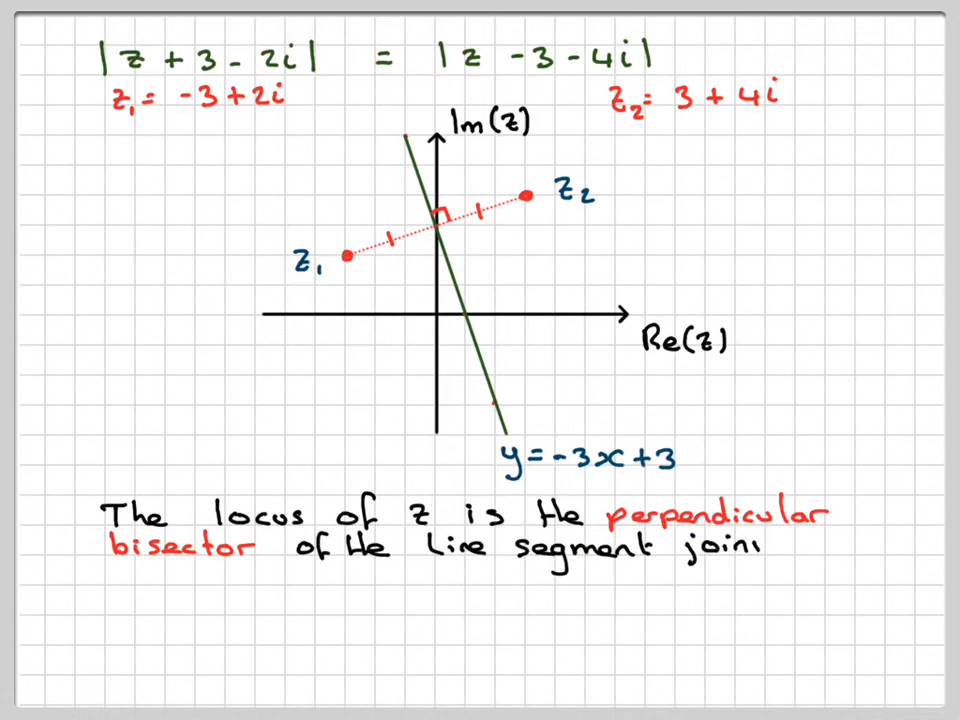 |z + 3 - 2i| = |z - 3 - 4i|
z₁ = -3 + 2i z₂ = 3 + 4i
Im(z)
z₂
z₁
Re(z)
y = -3x + 3
The locus of z is the perpendicular
bisector of the line segment joini